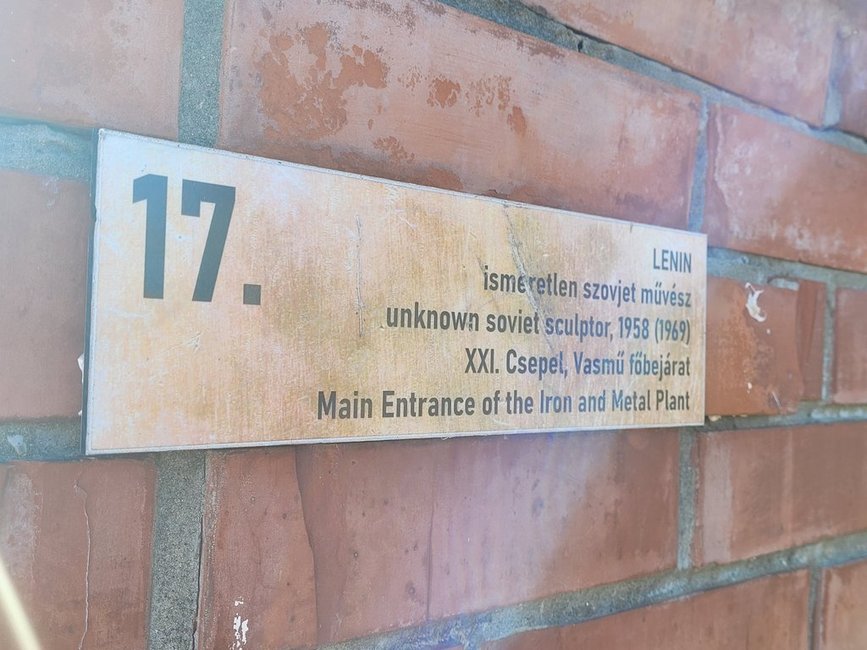 17.
LENIN
ismeretlen szovjet művész
unknown soviet sculptor, 1958 (1969)
XXI. Csepel, Vasmű főbejárat
Main Entrance of the Iron and Metal Plant